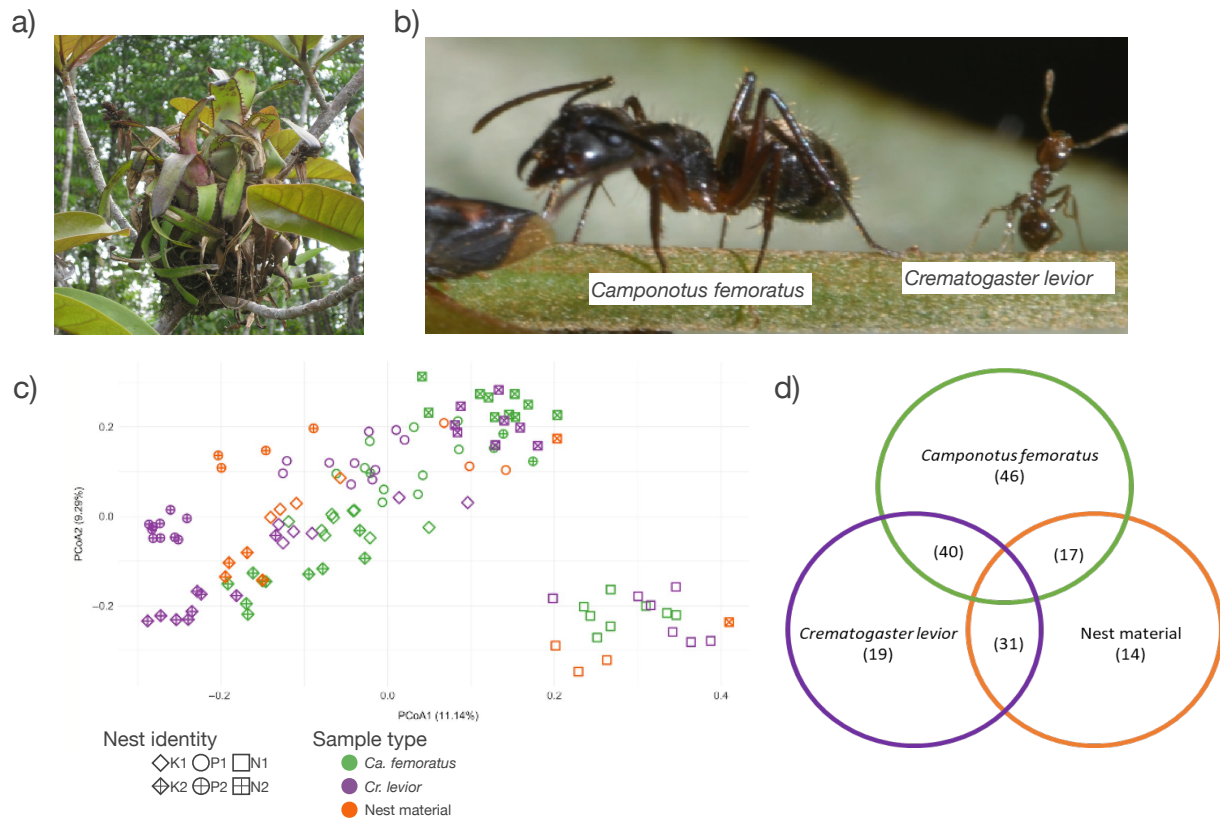 a)
b)
Camponotus femoratus
Crematogaster levior
c)
0.2
0.0
−0.2
PCoA2 (9.29%)
−0.2
0.0
0.2
0.4
PCoA1 (11.14%)
Nest identity
K1 P1 N1
K2 P2 N2
Sample type
Ca. femoratus
Cr. levior
Nest material
d)
Camponotus femoratus
(46)
(40)
(17)
Crematogaster levior
(19)
(31)
Nest material
(14)